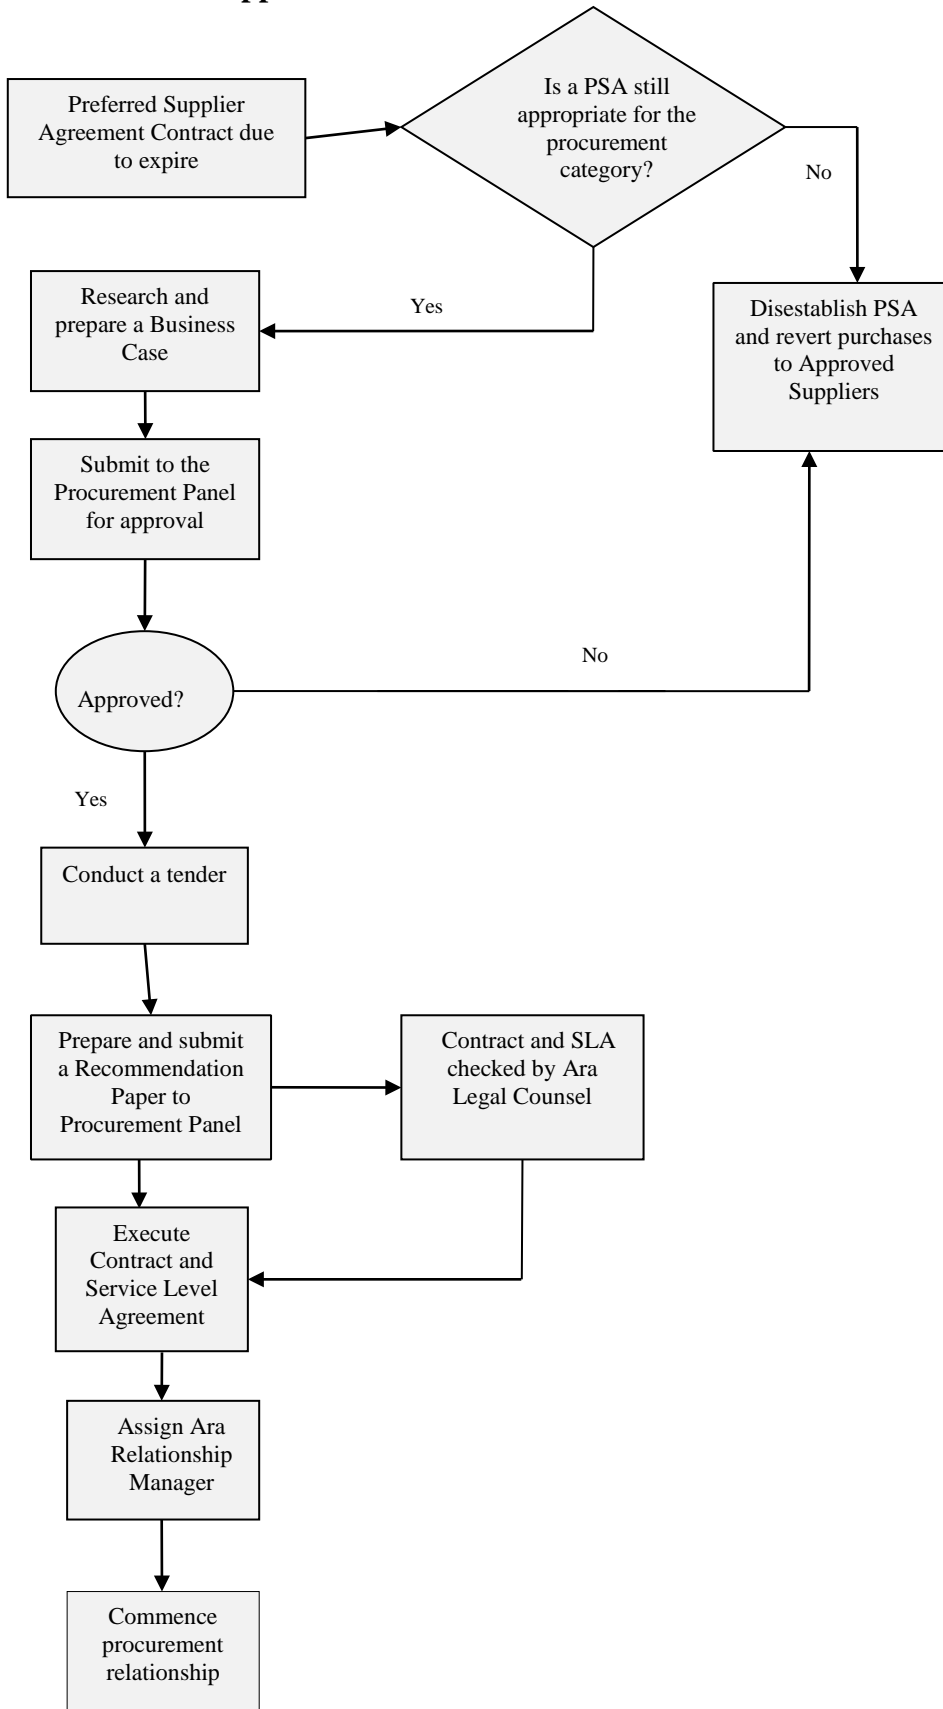 Preferred Supplier
Agreement Contract due
to expire
Is a PSA still
appropriate for the
procurement
category?
No
Research and
prepare a Business
Case
Yes
Disestablish PSA
and revert purchases
to Approved
Suppliers
Submit to the
Procurement Panel
for approval
No
Approved?
Yes
Conduct a tender
Prepare and submit
a Recommendation
Paper to
Procurement Panel
Contract and SLA
checked by Ara
Legal Counsel
Execute
Contract and
Service Level
Agreement
Assign Ara
Relationship
Manager
Commence
procurement
relationship